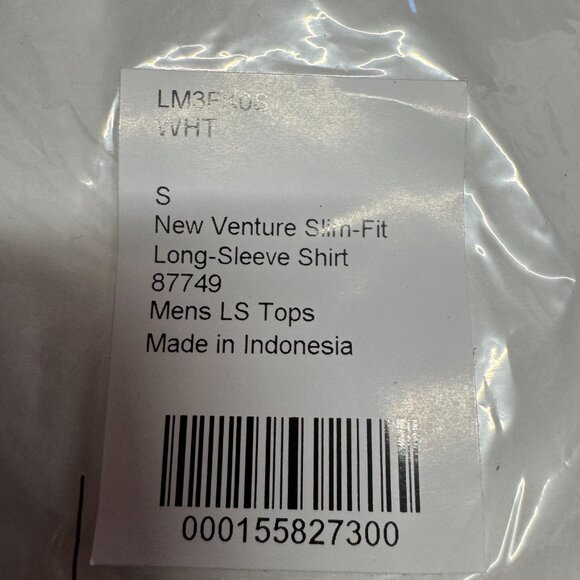 WHT
S
New Venture Slim-Fit
Long-Sleeve Shirt
87749
Mens LS Tops
Made in Indonesia
000155827300